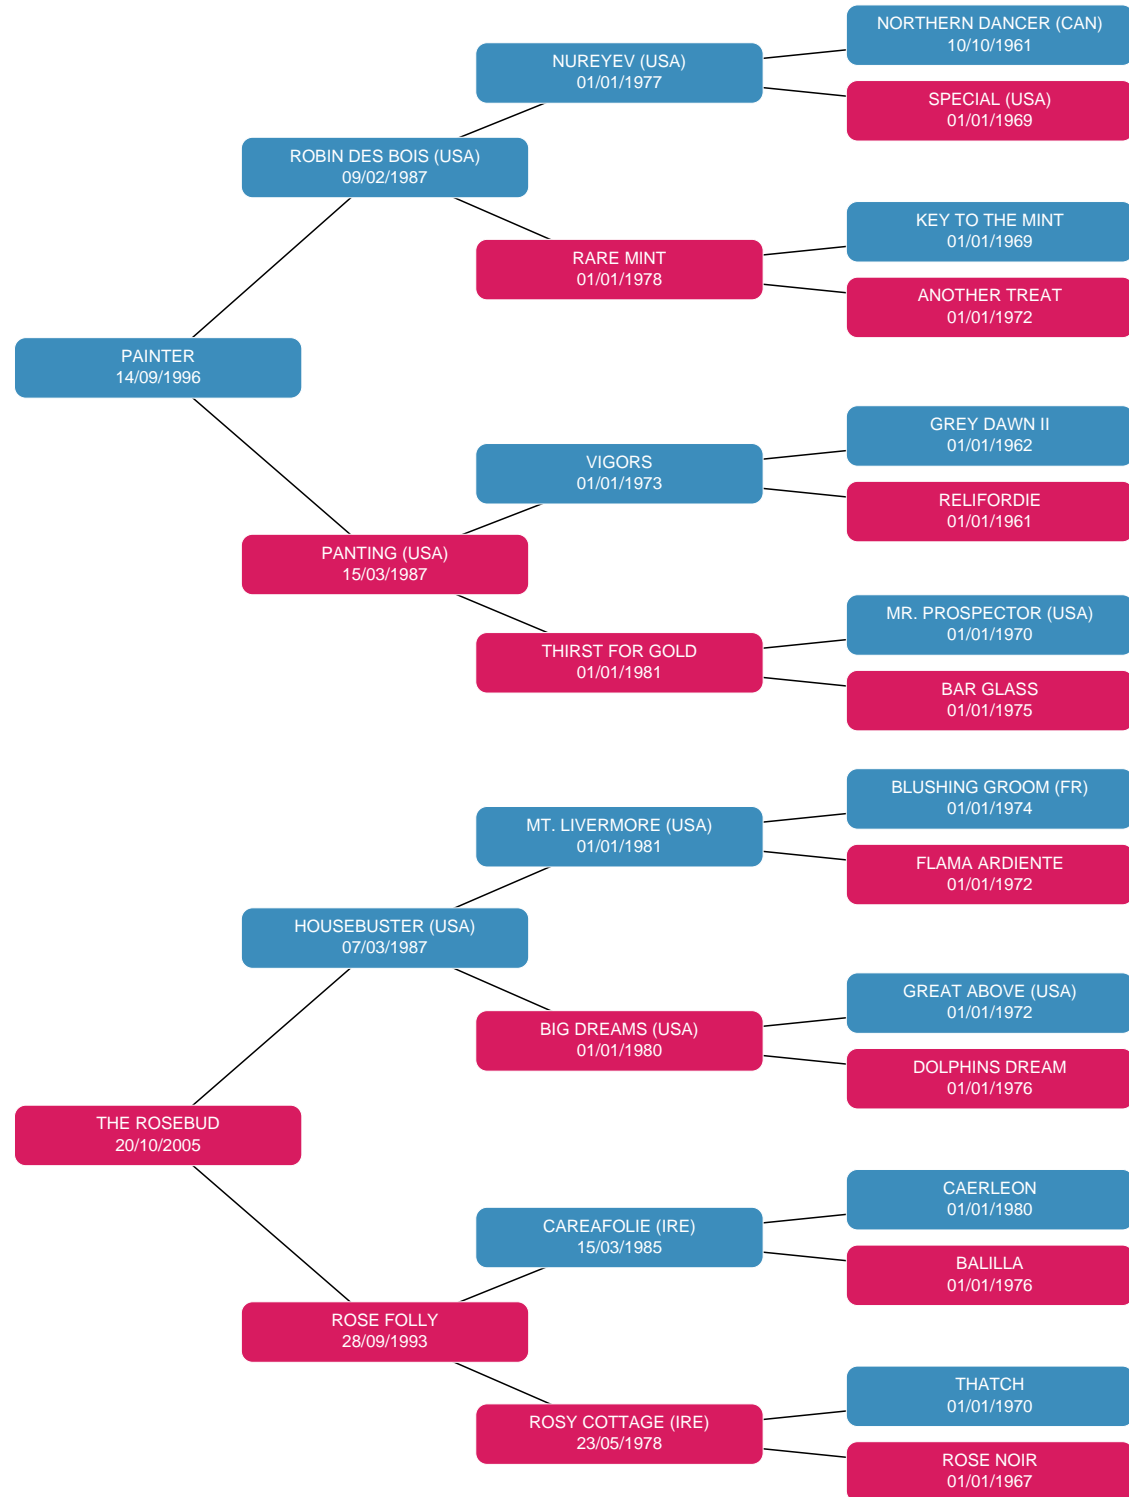 NORTHERN DANCER (CAN)
10/10/1961
NUREYEV (USA)
01/01/1977
SPECIAL (USA)
01/01/1969
ROBIN DES BOIS (USA)
09/02/1987
KEY TO THE MINT
01/01/1969
RARE MINT
01/01/1978
ANOTHER TREAT
01/01/1972
PAINTER
14/09/1996
GREY DAWN II
01/01/1962
VIGORS
01/01/1973
RELIFORDIE
01/01/1961
PANTING (USA)
15/03/1987
MR. PROSPECTOR (USA)
01/01/1970
THIRST FOR GOLD
01/01/1981
BAR GLASS
01/01/1975
BLUSHING GROOM (FR)
01/01/1974
MT. LIVERMORE (USA)
01/01/1981
FLAMA ARDIENTE
01/01/1972
HOUSEBUSTER (USA)
07/03/1987
GREAT ABOVE (USA)
01/01/1972
BIG DREAMS (USA)
01/01/1980
DOLPHINS DREAM
01/01/1976
THE ROSEBUD
20/10/2005
CAERLEON
01/01/1980
CAREAFOLIE (IRE)
15/03/1985
BALILLA
01/01/1976
ROSE FOLLY
28/09/1993
THATCH
01/01/1970
ROSY COTTAGE (IRE)
23/05/1978
ROSE NOIR
01/01/1967